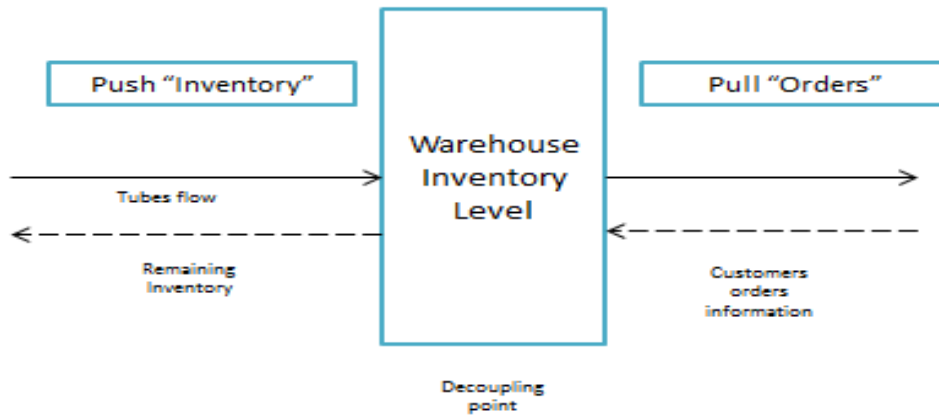 Push “Inventory”
Pull “Orders”
Warehouse
Inventory
Level
Tubes flow
Remaining
Inventory
Customers
orders
information
Decoupling
point